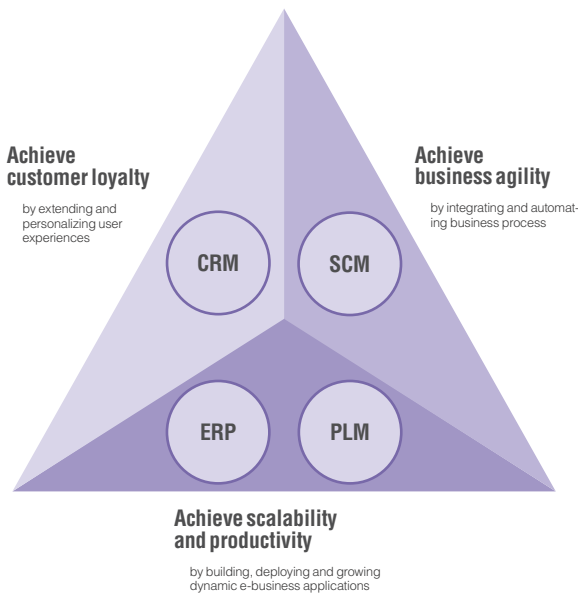 Achieve
customer loyalty
by extending and
personalizing user
experiences
Achieve
business agility
by integrating and automat-
ing business process
CRM
SCM
ERP
PLM
Achieve scalability
and productivity
by building, deploying and growing
dynamic e-business applications